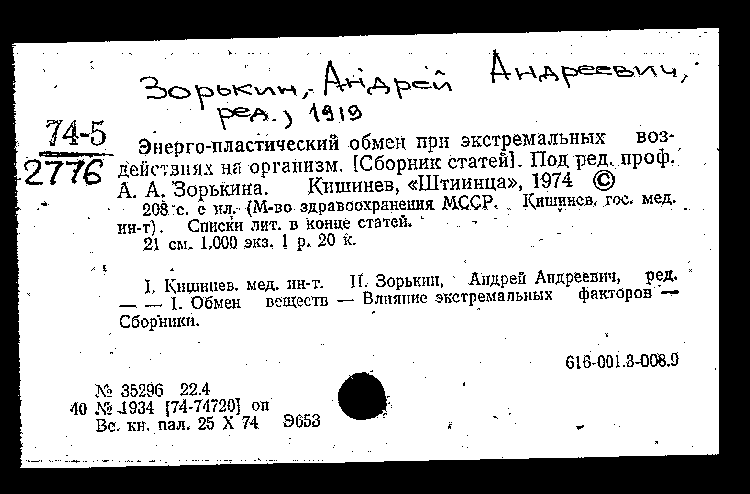 Зорькин, Андрей Андреевич,
ред., 1919
74-5
2776
Энерго-пластический обмен при экстремальных воз-
действиях на организм. [Сборник статей]. Под ред. проф.
А. А. Зорькина. Кишинев, «Штиинца», 1974 ©
208 с. с ил. (М-во здравоохранения МССР. Кишинев. гос. мед.
ин-т). Списки лит. в конце статей.
21 см. 1.000 экз. 1 р. 20 к.
I. Кишинев. мед. ин-т. II. Зорькин, Андрей Андреевич, ред.
— — 1. Обмен веществ — Влияние экстремальных факторов —
Сборники.
616-001.3-008.9
№ 35296 22.4
40 № 1934 [74-74720] оп
Вс. кн. пал. 25 X 74 Э653